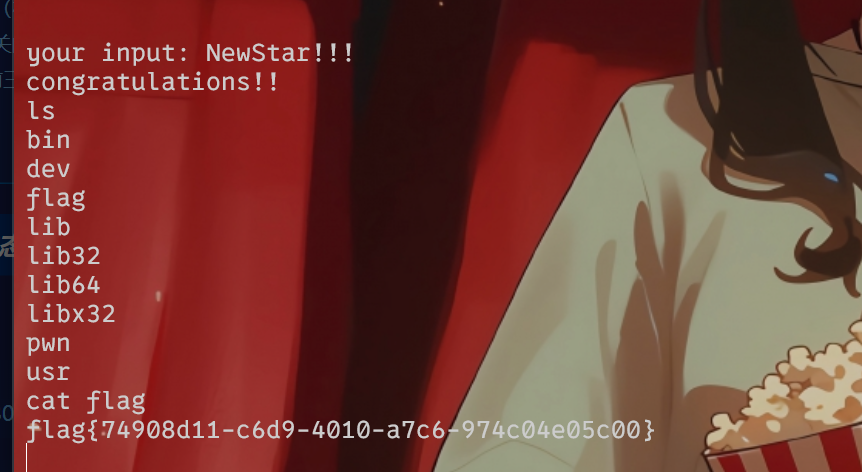 your input: NewStar!!!
congratulations!!
ls
bin
dev
flag
lib
lib32
lib64
libx32
pwn
usr
cat flag
flag{74908d11-c6d9-4010-a7c6-974c04e05c00}